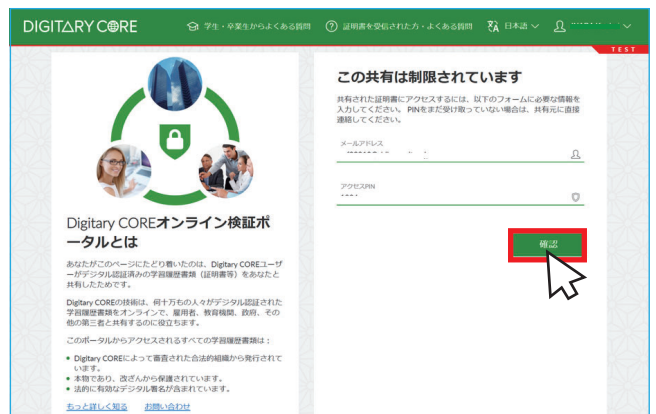 DIGITARY CORE
学生・卒業生からよくある質問
証明書を受信された方・よくある質問
日本語
TEST
Digitary COREオンライン検証ポ
ータルとは
あなたがこのページにたどり着いたのは、Digitary COREユーザ
ーがデジタル認証済みの学習履歴書類（証明書等）をあなたと
共有したためです。
Digitary COREの技術は、何十万もの人々がデジタル認証された
学習履歴書類をオンラインで、雇用者、教育機関、政府、その
他の第三者と共有するのに役立ちます。
このポータルからアクセスされるすべての学習履歴書類は：
• Digitary COREによって審査された合法的組織から発行されて
います。
• 本物であり、改ざんから保護されています。
• 法的に有効なデジタル署名が含まれています。
もっと詳しく知る お問い合わせ
この共有は制限されています
共有された証明書にアクセスするには、以下のフォームに必要な情報を
入力してください。 PINをまだ受け取っていない場合は、共有元に直接
連絡してください。
メールアドレス
アクセスPIN
確認